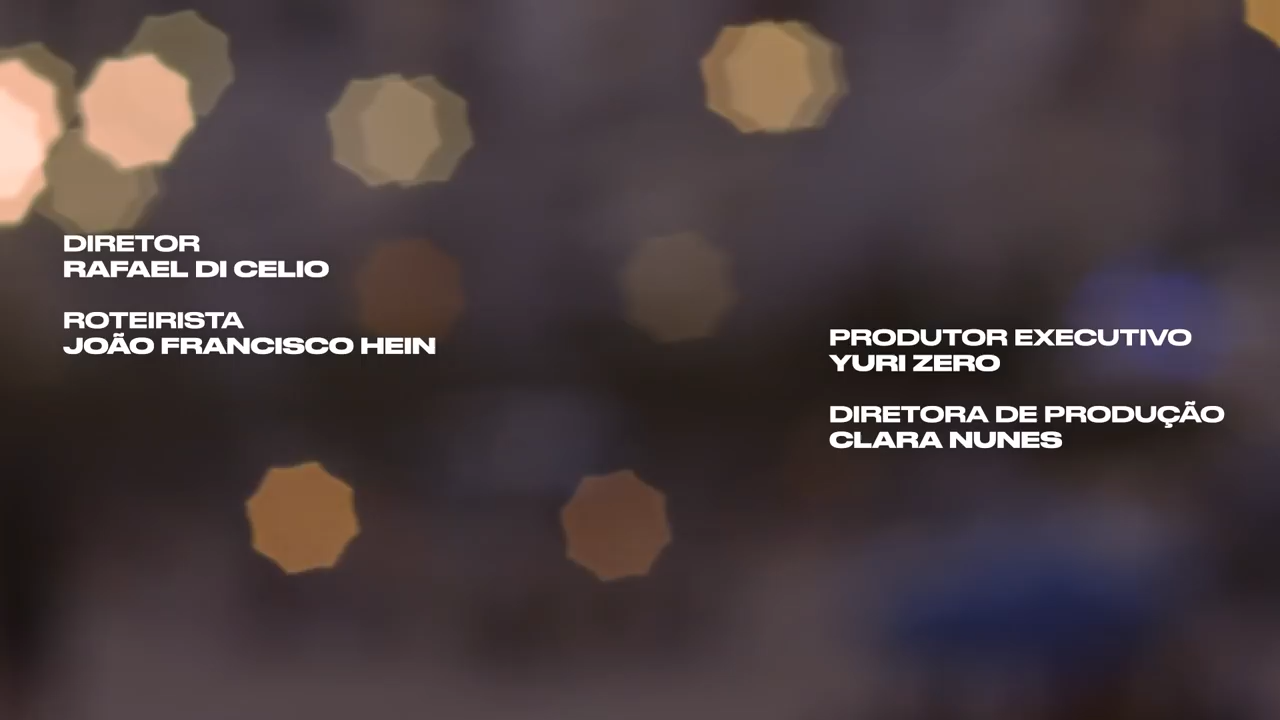 DIRETOR
RAFAEL DI CELIO
ROTEIRISTA
JOÃO FRANCISCO HEIN
PRODUTOR EXECUTIVO
YURI ZERO
DIRETORA DE PRODUÇÃO
CLARA NUNES